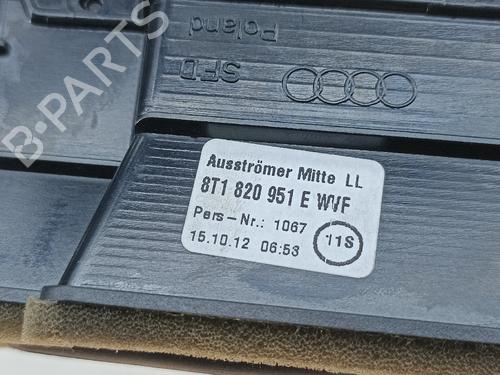 B-PARTS
Poland
SFD
Ausströmer Mitte LL
8T1 820 951 E WVF
Pers-Nr.: 1067
15.10.12 06:53
11S